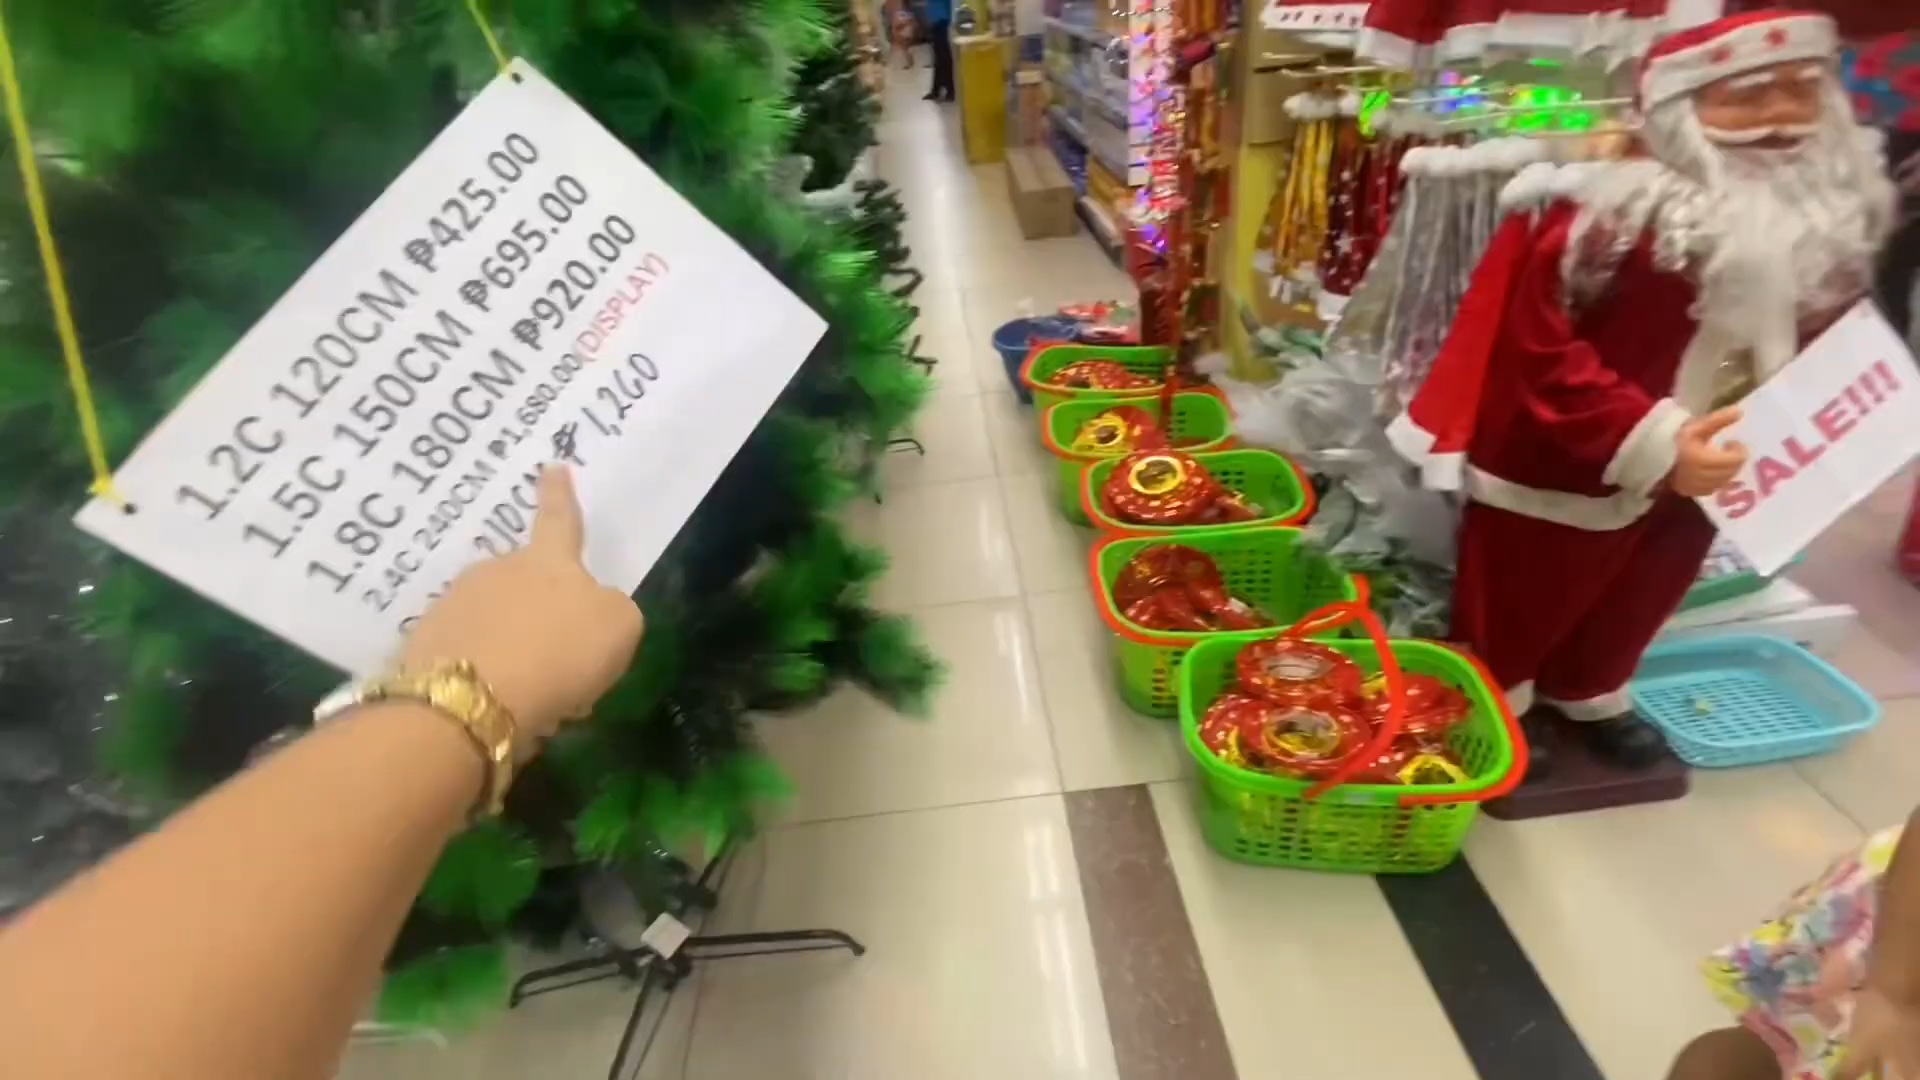 1.2C 120CM ₱425.00
1.5C 150CM ₱695.00
1.8C 180CM ₱920.00
2.4C 240CM ₱1,680.00 (DISPLAY)
210CM ₱1,260
SALE!!!